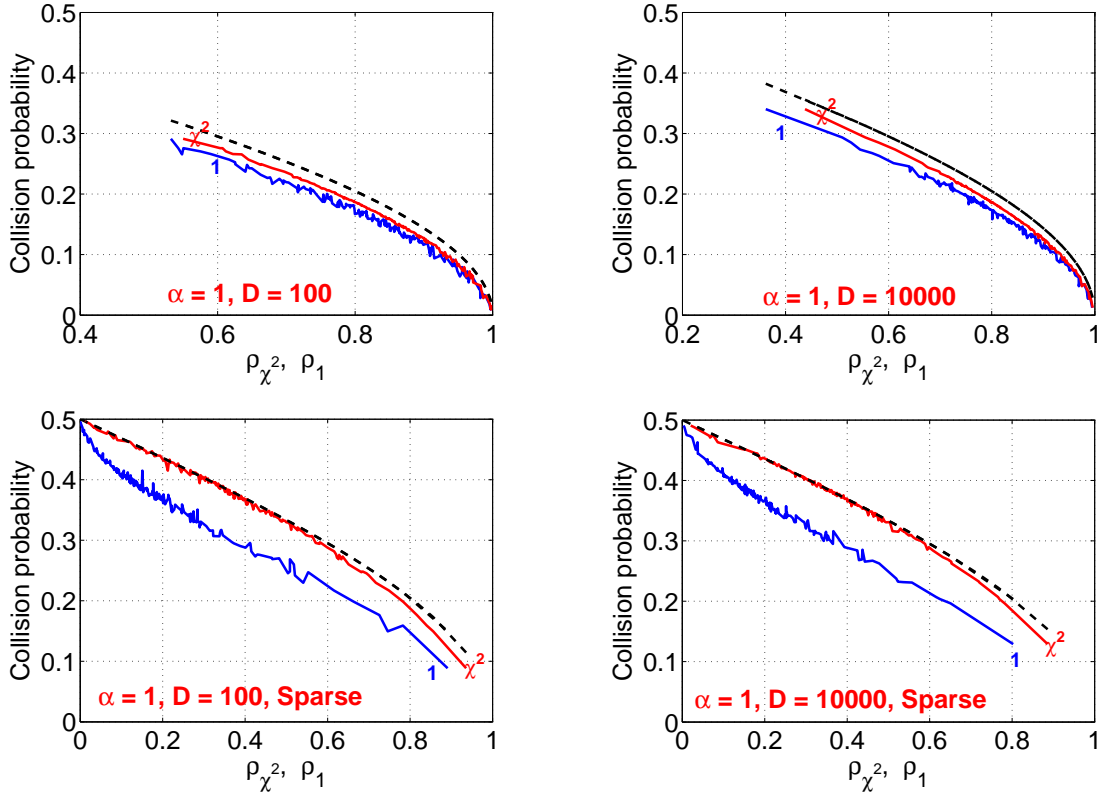 0.5
0.4
0.3
0.2
0.1
0
Collision probability
χ²
1
α = 1, D = 100
0.4 0.6 0.8 1
ρχ², ρ1
0.5
0.4
0.3
0.2
0.1
0
Collision probability
χ²
1
α = 1, D = 10000
0.2 0.4 0.6 0.8 1
ρχ², ρ1
0.5
0.4
0.3
0.2
0.1
0
Collision probability
χ²
1
α = 1, D = 100, Sparse
0 0.2 0.4 0.6 0.8 1
ρχ², ρ1
0.5
0.4
0.3
0.2
0.1
0
Collision probability
χ²
1
α = 1, D = 10000, Sparse
0 0.2 0.4 0.6 0.8 1
ρχ², ρ1